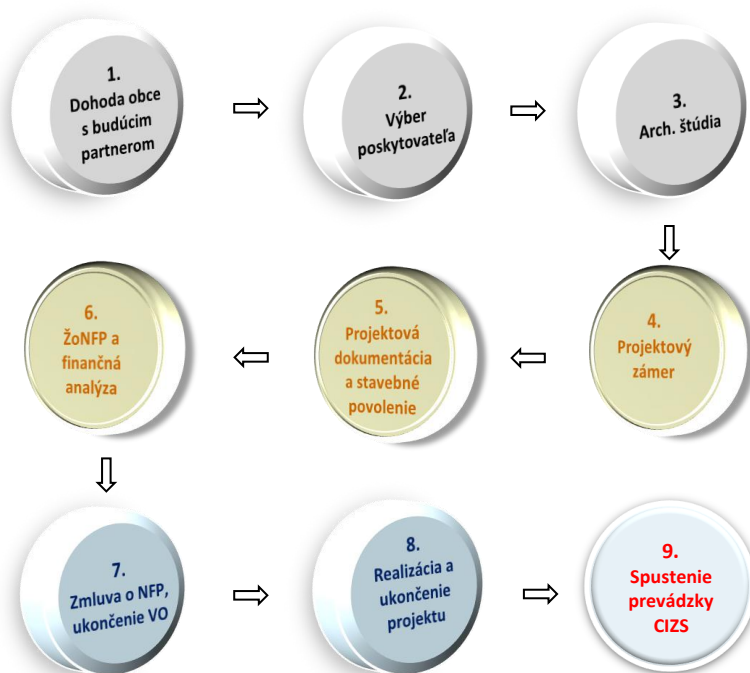 1.
Dohoda obce
s budúcim
partnerom
2.
Výber
poskytovateľa
3.
Arch. štúdia
4.
Projektový
zámer
5.
Projektová
dokumentácia
a stavebné
povolenie
6.
ŽoNFP a
finančná
analýza
7.
Zmluva o NFP,
ukončenie VO
8.
Realizácia a
ukončenie
projektu
9.
Spustenie
prevádzky
CIZS